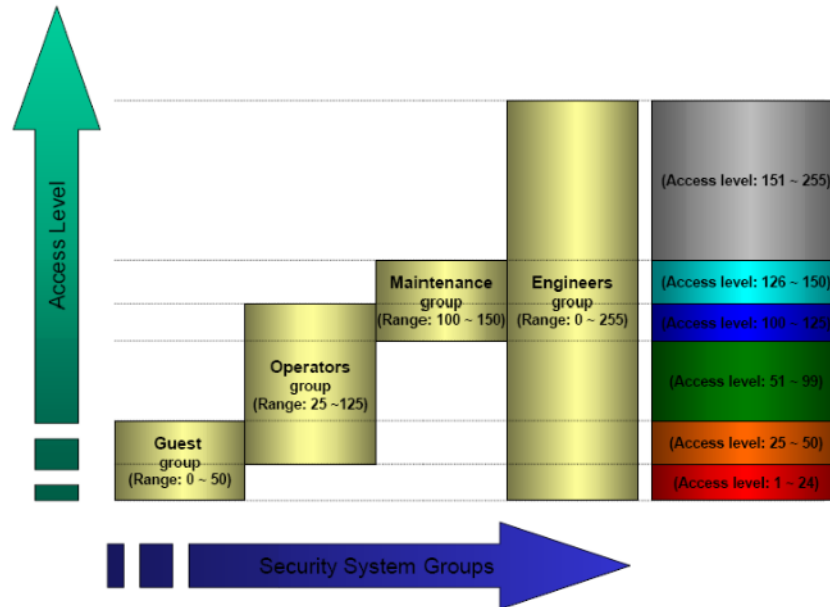 Access Level
Guest
group
(Range: 0 ~ 50)
Operators
group
(Range: 25 ~125)
Maintenance
group
(Range: 100 ~ 150)
Engineers
group
(Range: 0 ~ 255)
(Access level: 151 ~ 255)
(Access level: 126 ~ 150)
(Access level: 100 ~ 125)
(Access level: 51 ~ 99)
(Access level: 25 ~ 50)
(Access level: 1 ~ 24)
Security System Groups